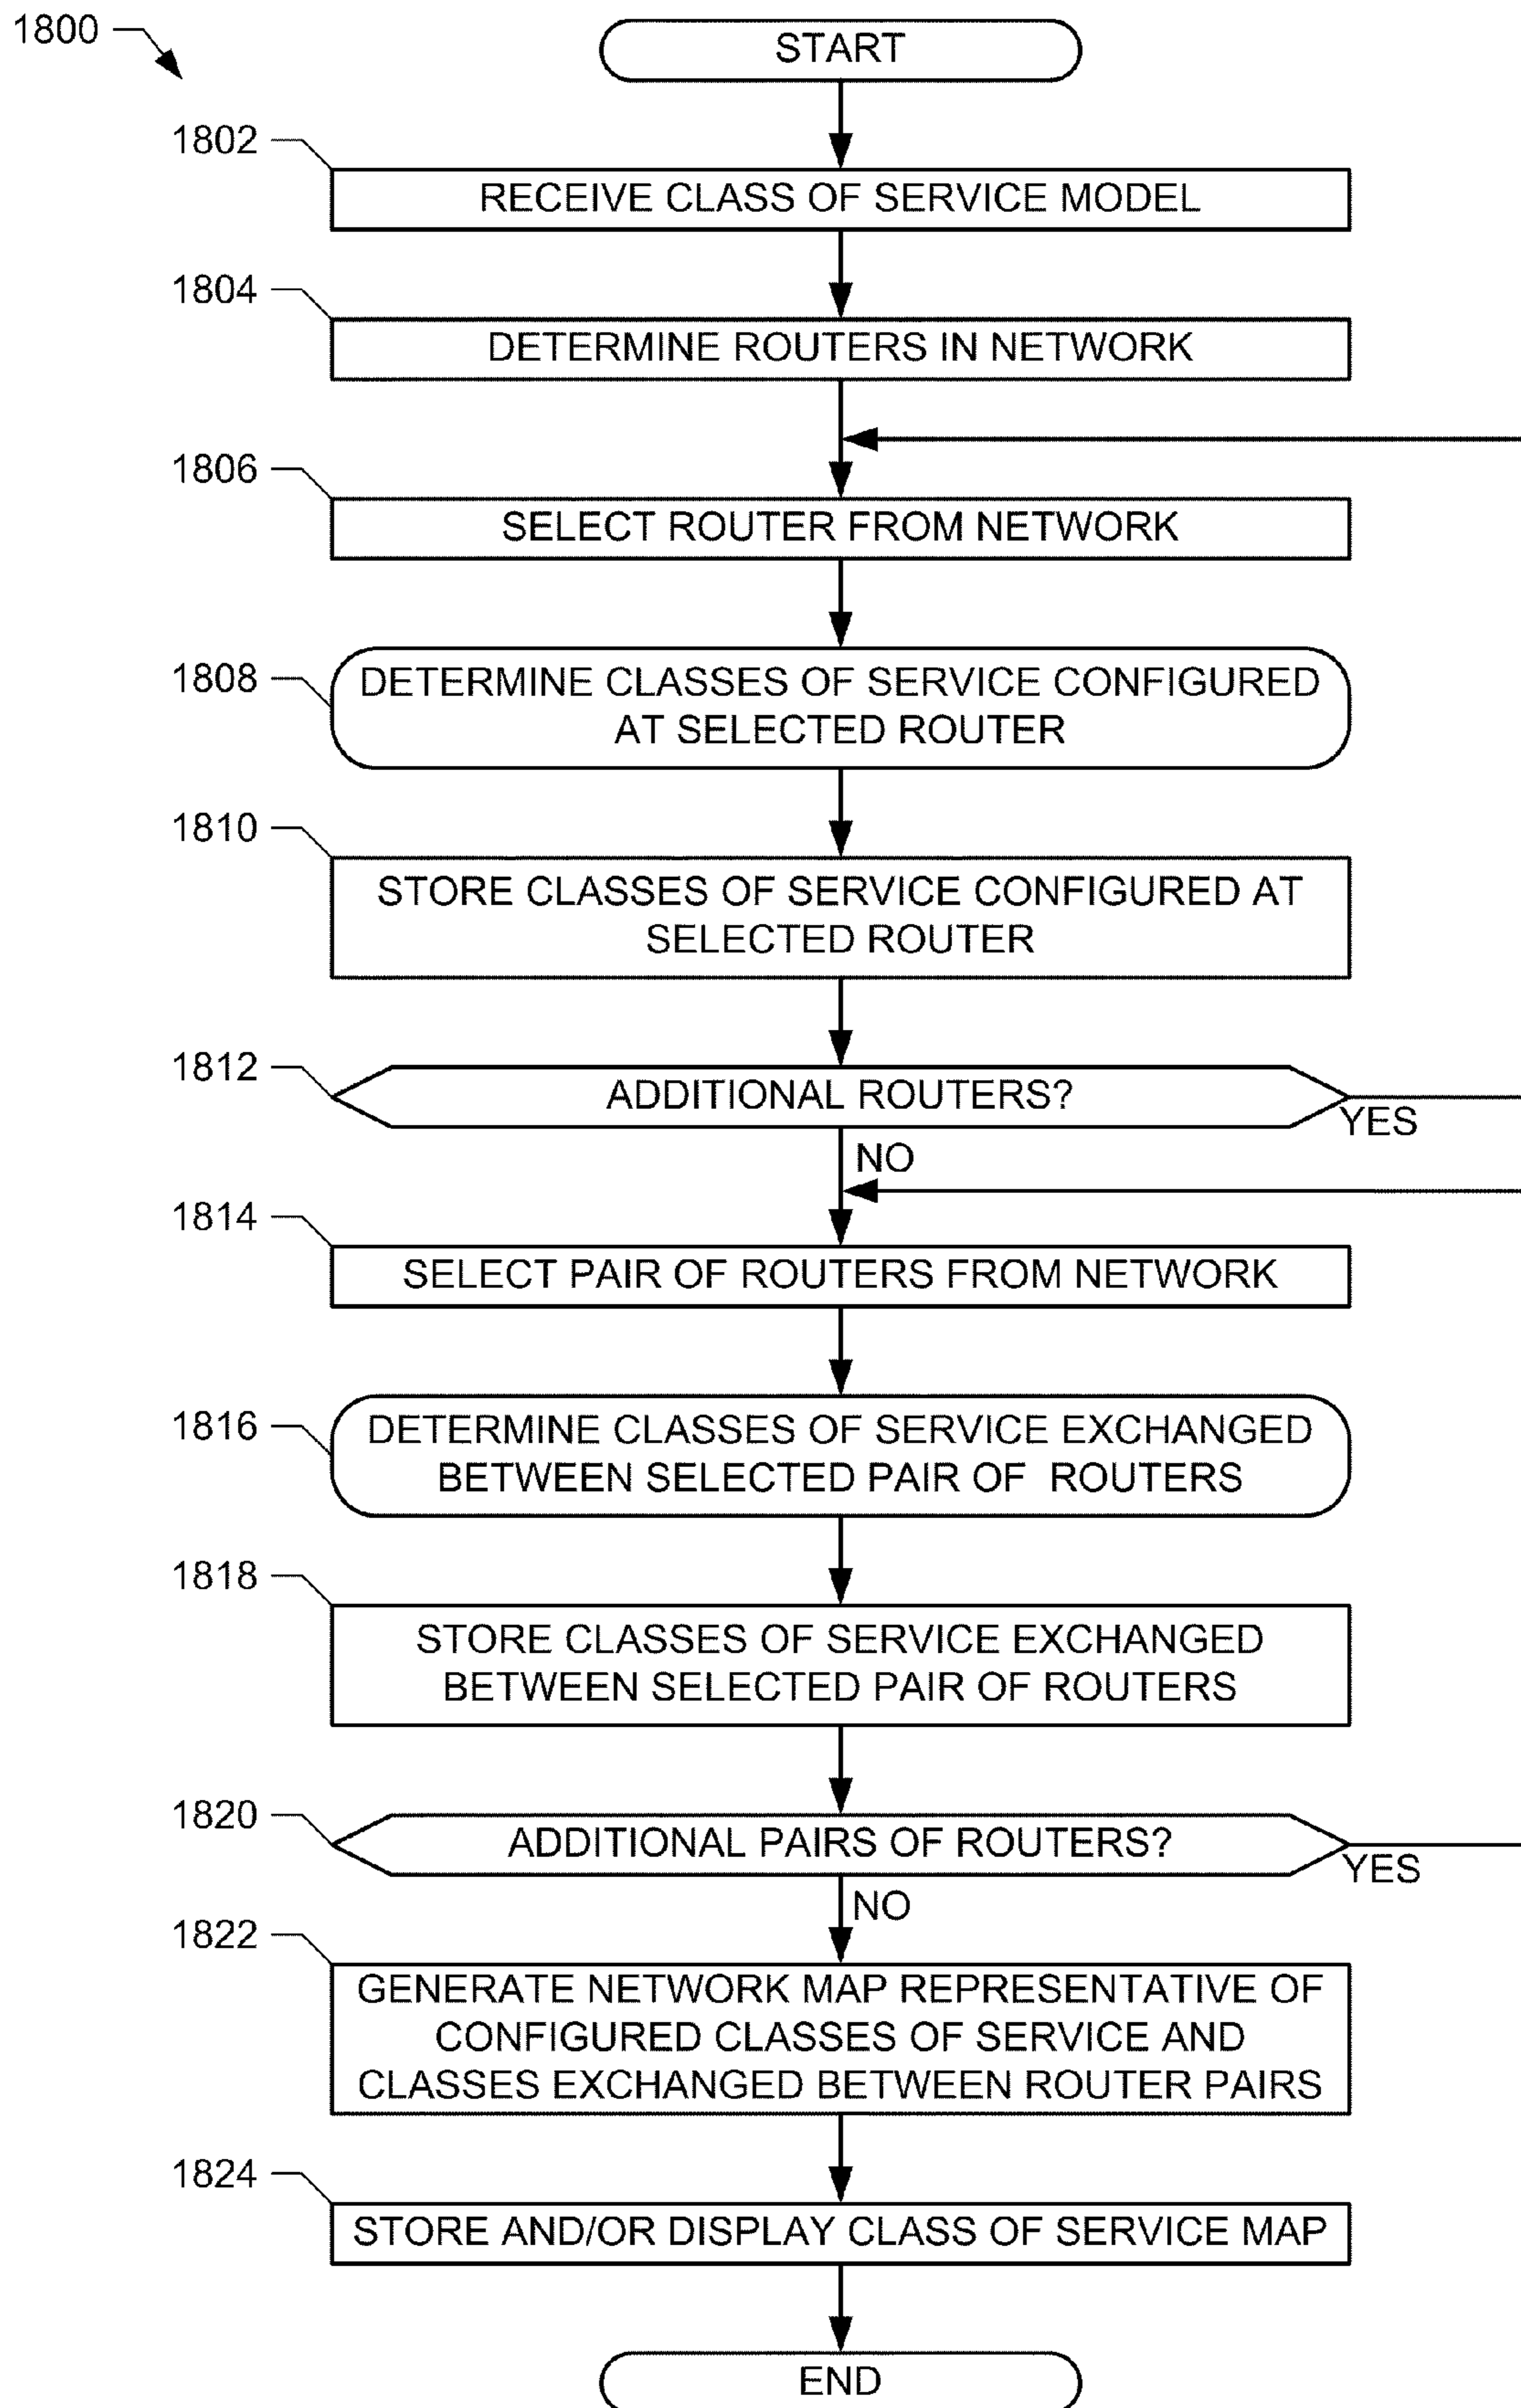 1800
START
1802
RECEIVE CLASS OF SERVICE MODEL
1804
DETERMINE ROUTERS IN NETWORK
1806
SELECT ROUTER FROM NETWORK
1808
DETERMINE CLASSES OF SERVICE CONFIGURED
AT SELECTED ROUTER
1810
STORE CLASSES OF SERVICE CONFIGURED AT
SELECTED ROUTER
1812
ADDITIONAL ROUTERS?
YES
NO
1814
SELECT PAIR OF ROUTERS FROM NETWORK
1816
DETERMINE CLASSES OF SERVICE EXCHANGED
BETWEEN SELECTED PAIR OF ROUTERS
1818
STORE CLASSES OF SERVICE EXCHANGED
BETWEEN SELECTED PAIR OF ROUTERS
1820
ADDITIONAL PAIRS OF ROUTERS?
YES
NO
1822
GENERATE NETWORK MAP REPRESENTATIVE OF
CONFIGURED CLASSES OF SERVICE AND
CLASSES EXCHANGED BETWEEN ROUTER PAIRS
1824
STORE AND/OR DISPLAY CLASS OF SERVICE MAP
END